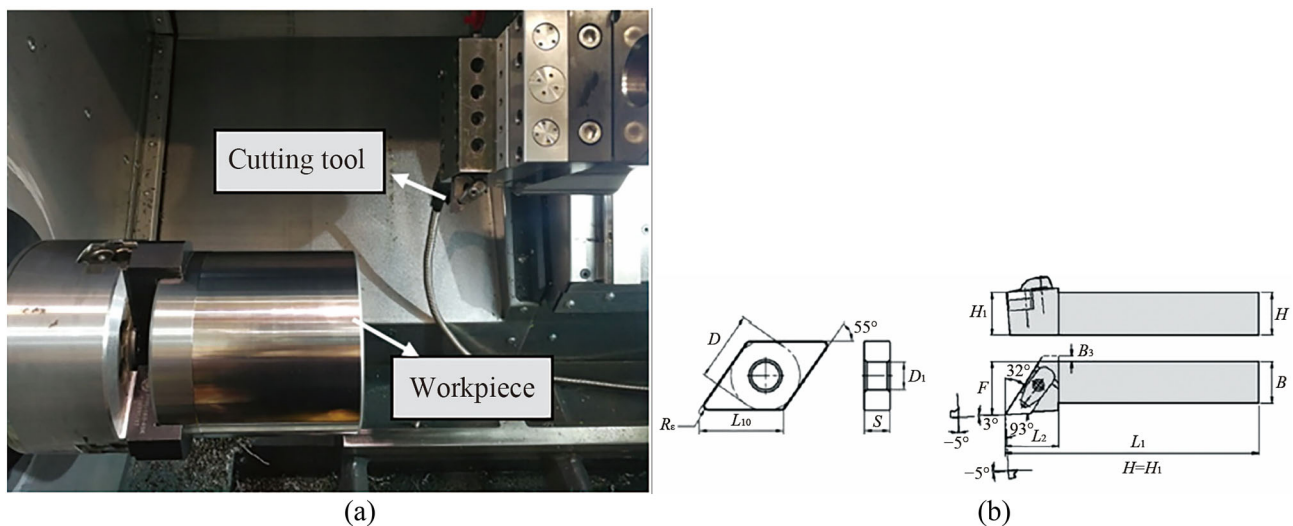 Cutting tool
Workpiece
(a)
D
55°
D₁
Rε
L₁₀
S
H₁
H
B₃
32°
F
B
3°
93°
-5°
L₂
L₁
-5°
H=H₁
(b)